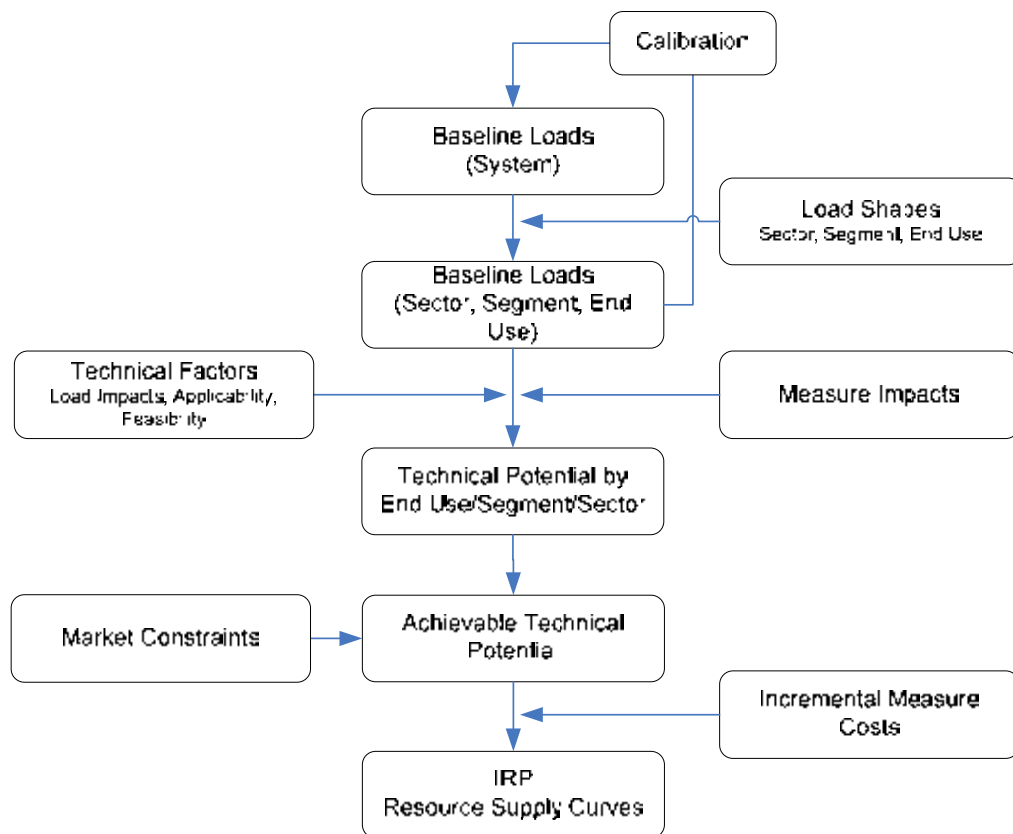 Calibration
Baseline Loads
(System)
Load Shapes
Sector, Segment, End Use
Baseline Loads
(Sector, Segment, End
Use)
Technical Factors
Load Impacts, Applicability,
Feasibility
Measure Impacts
Technical Potential by
End Use/Segment/Sector
Market Constraints
Achievable Technical
Potentia
Incremental Measure
Costs
IRP
Resource Supply Curves